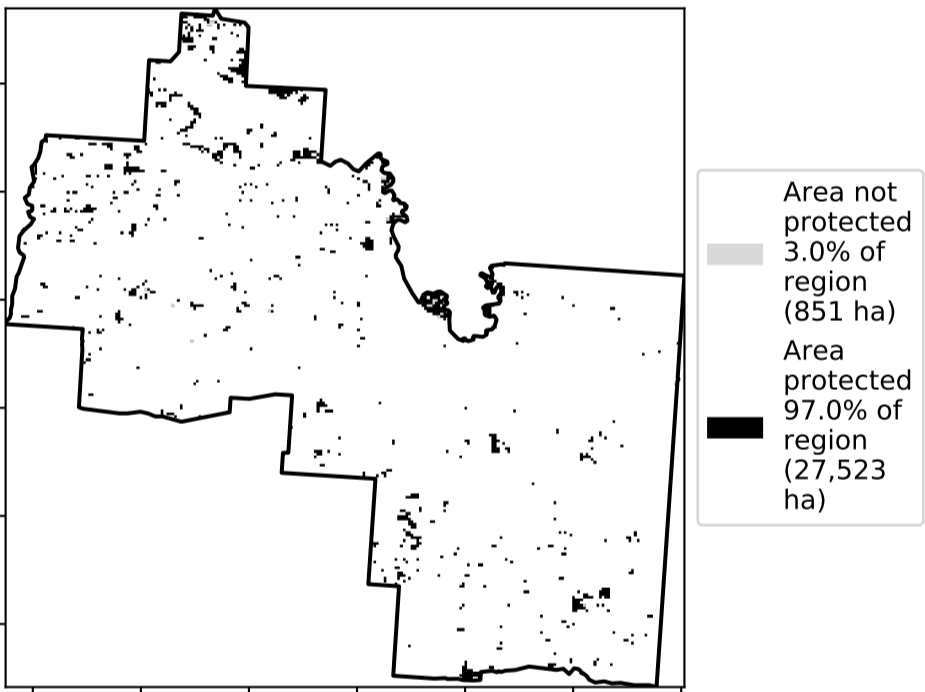 Area not
protected
3.0% of
region
(851 ha)
Area
protected
97.0% of
region
(27,523
ha)